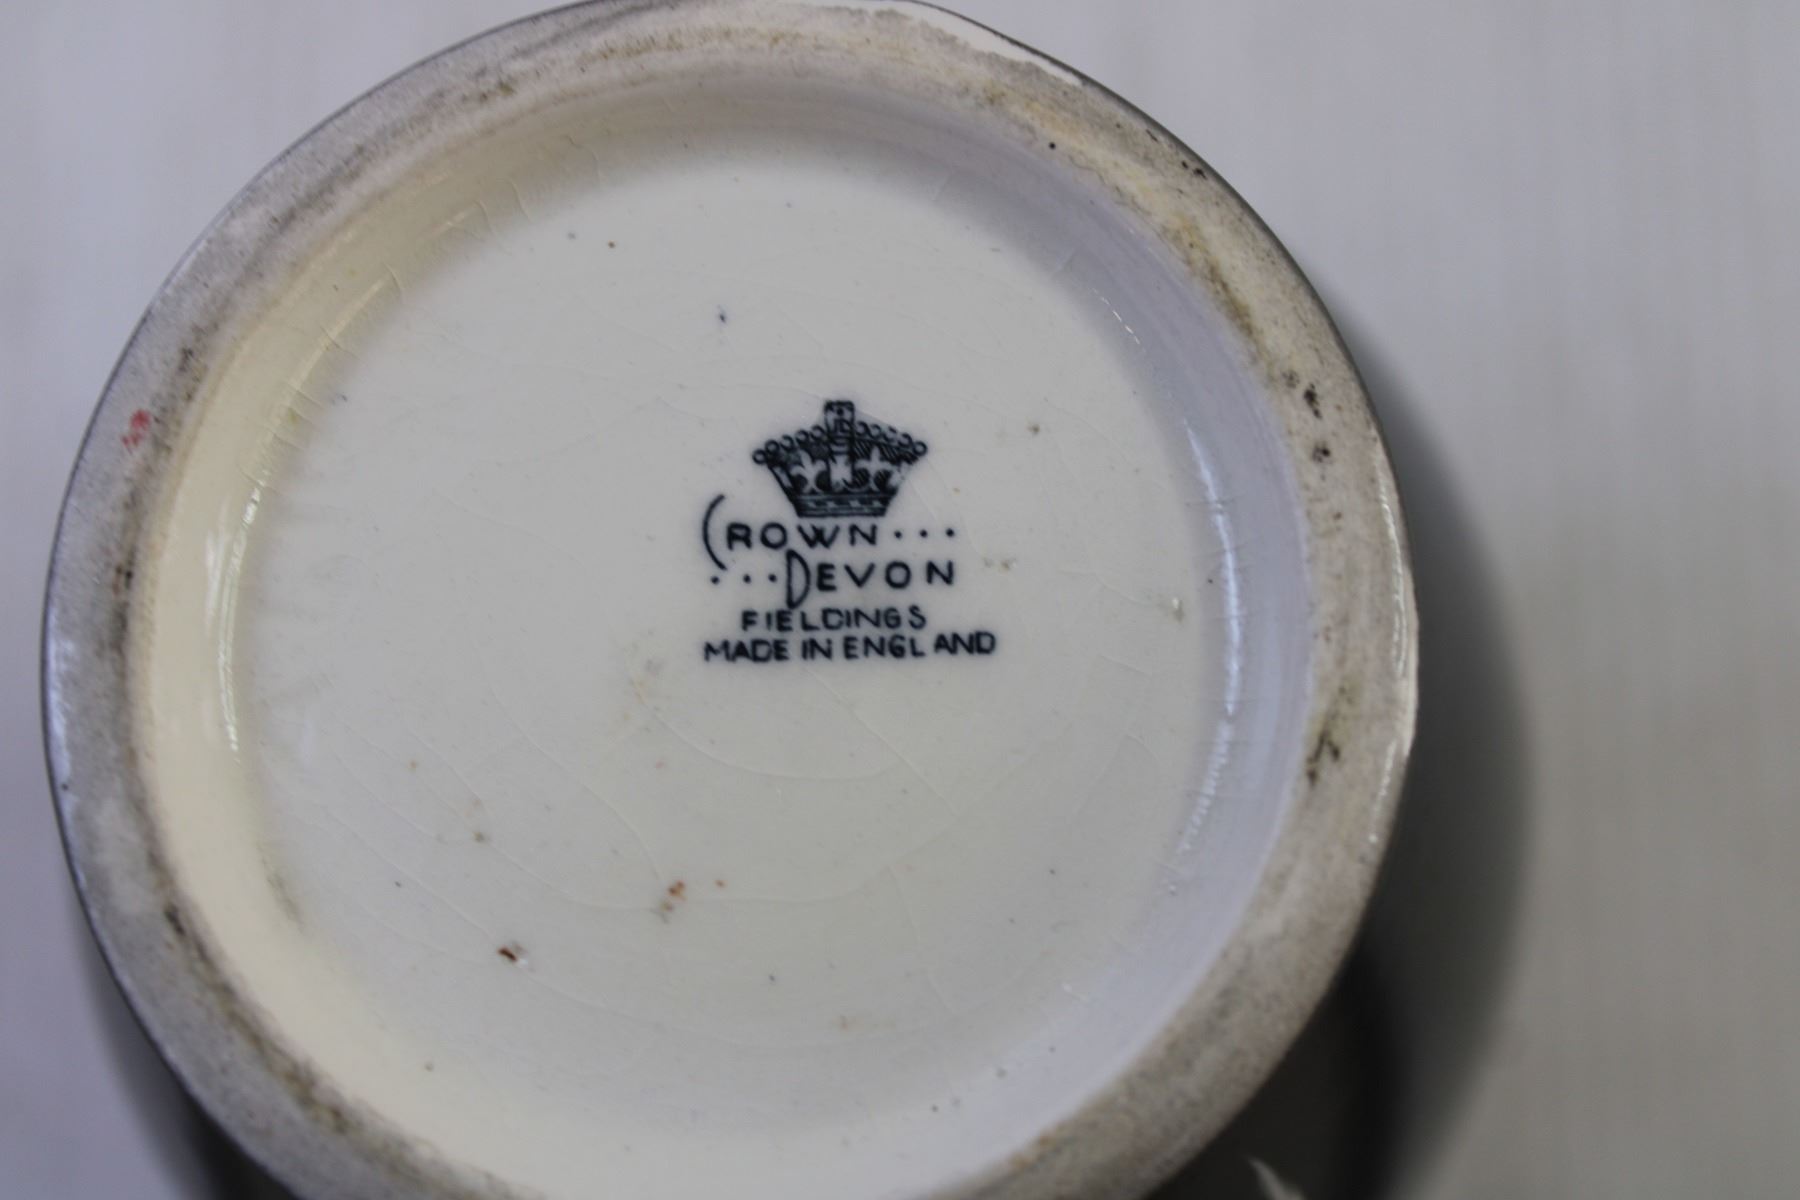 CROWN...
...DEVON
FIELDINGS
MADE IN ENGLAND